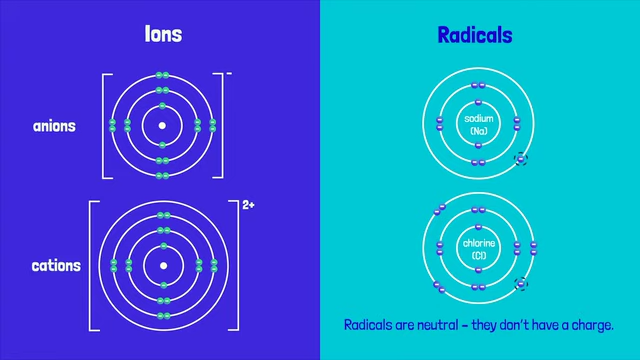 Ions
anions
-
cations
2+
Radicals
sodium
(Na)
chlorine
(Cl)
Radicals are neutral - they don't have a charge.